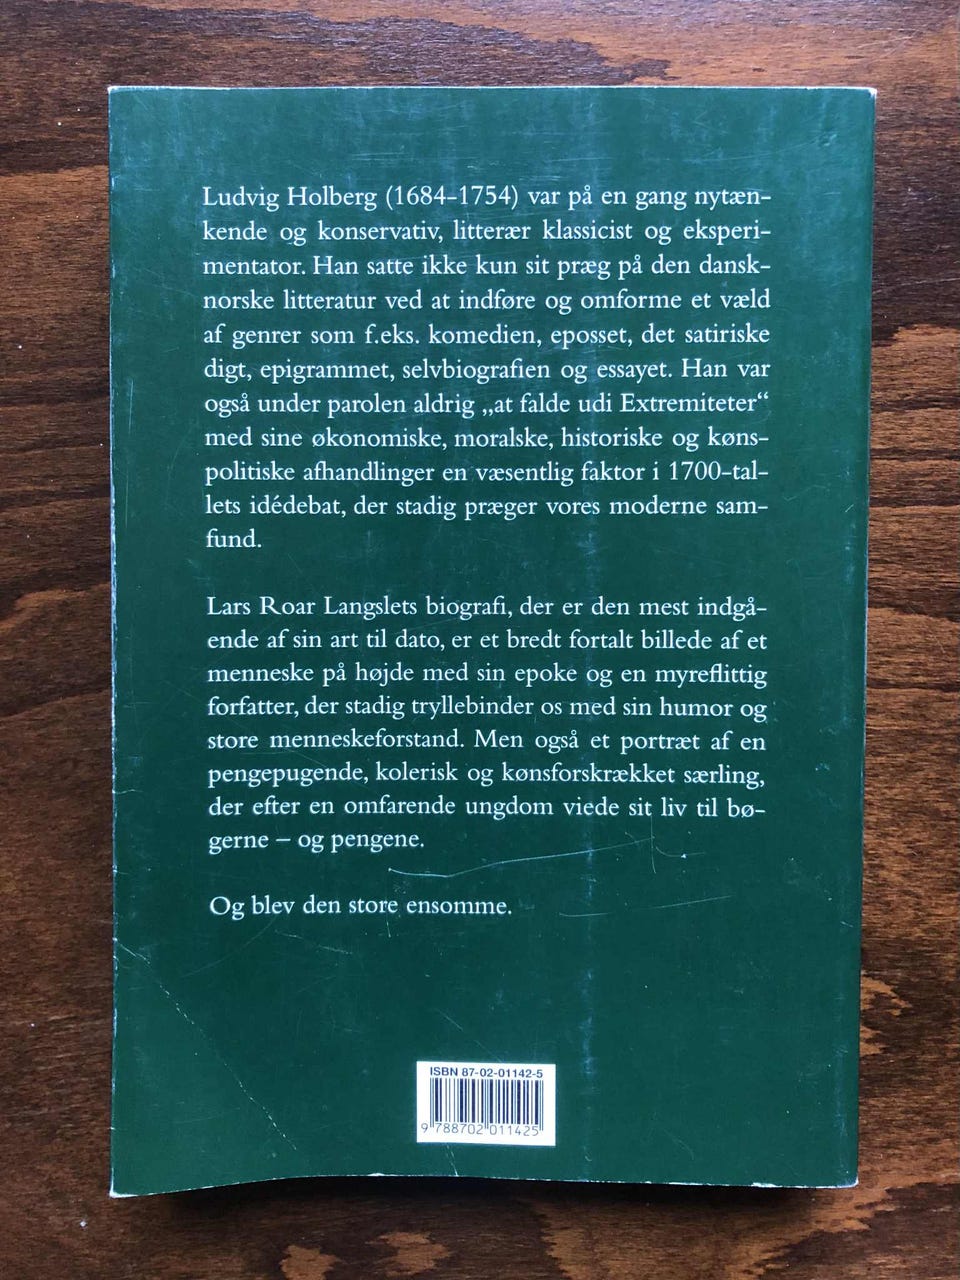 Ludvig Holberg (1684-1754) var på en gang nytæn-
kende og konservativ, litterær klassicist og eksperi-
mentator. Han satte ikke kun sit præg på den dansk-
norske litteratur ved at indføre og omforme et væld
af genrer som f.eks. komedien, eposset, det satiriske
digt, epigrammet, selvbiografien og essayet. Han var
også under parolen aldrig „at falde udi Extremiteter“
med sine økonomiske, moralske, historiske og køns-
politiske afhandlinger en væsentlig faktor i 1700-tal-
lets idédebat, der stadig præger vores moderne sam-
fund.
Lars Roar Langslets biografi, der er den mest indgå-
ende af sin art til dato, er et bredt fortalt billede af et
menneske på højde med sin epoke og en myreflittig
forfatter, der stadig tryllebinder os med sin humor og
store menneskeforstand. Men også et portræt af en
pengepugende, kolerisk og kønsforskrækket særling,
der efter en omfarende ungdom viede sit liv til bø-
gerne – og pengene.
Og blev den store ensomme.
ISBN 87-02-01142-5
9 788702 011425